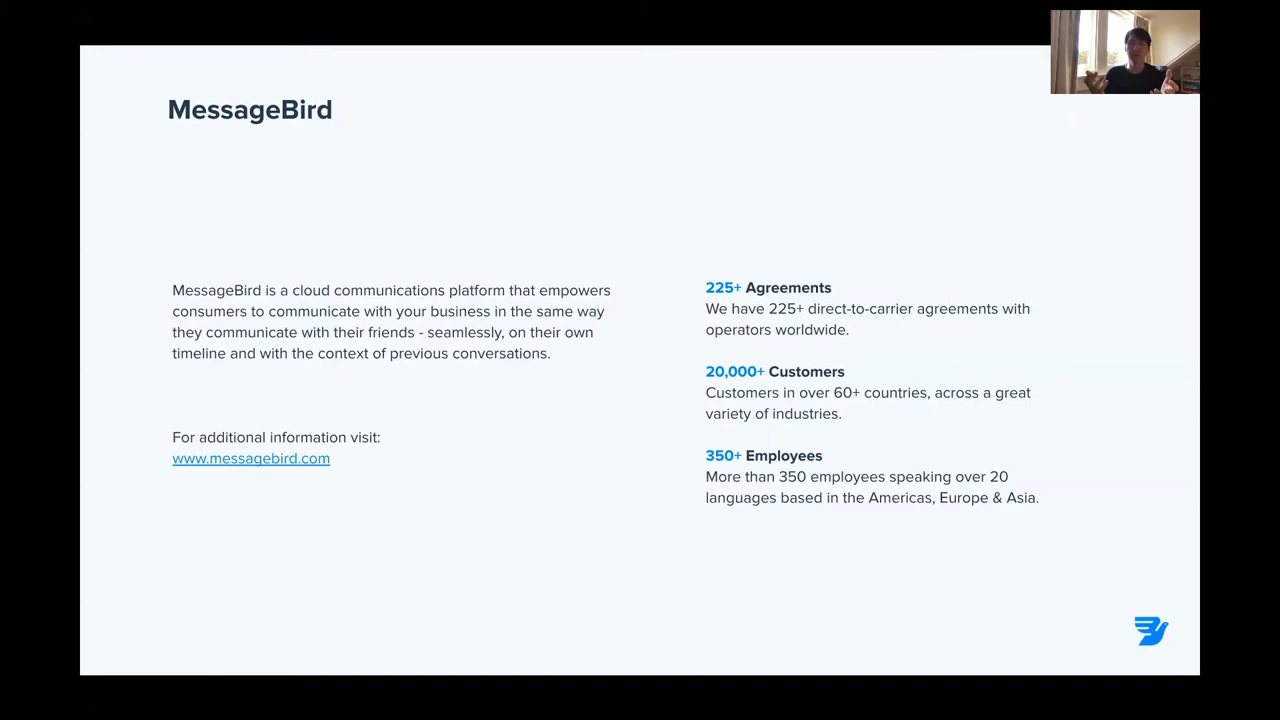 MessageBird
MessageBird is a cloud communications platform that empowers
consumers to communicate with your business in the same way
they communicate with their friends - seamlessly, on their own
timeline and with the context of previous conversations.
For additional information visit:
www.messagebird.com
225+ Agreements
We have 225+ direct-to-carrier agreements with
operators worldwide.
20,000+ Customers
Customers in over 60+ countries, across a great
variety of industries.
350+ Employees
More than 350 employees speaking over 20
languages based in the Americas, Europe & Asia.